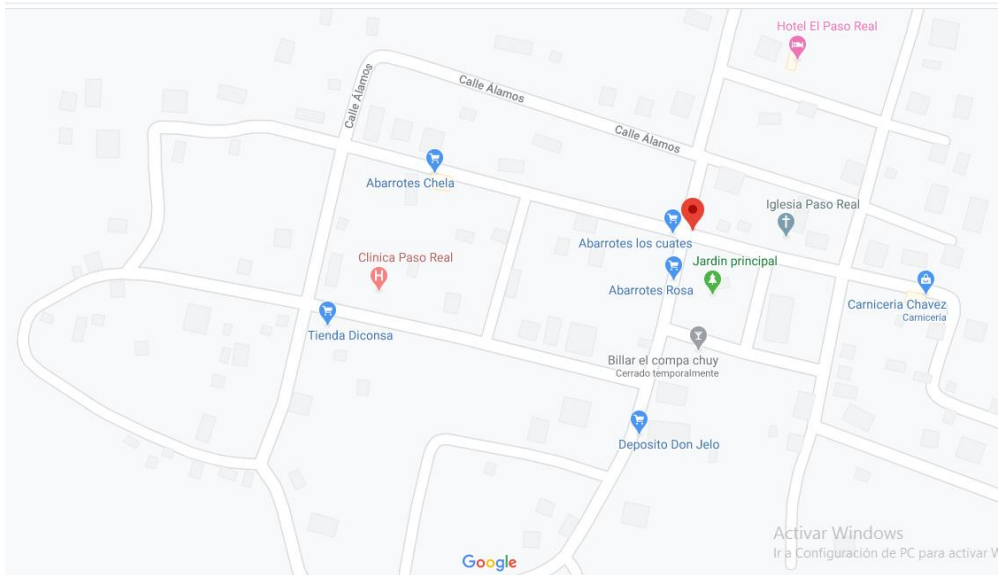 Hotel El Paso Real
Calle Álamos
Calle Álamos
Calle Álamos
Abarrotes Chela
Iglesia Paso Real
Abarrotes los cuates
Clinica Paso Real
Jardin principal
Abarrotes Rosa
Carniceria Chavez
Carnicería
Tienda Diconsa
Billar el compa chuy
Cerrado temporalmente
Deposito Don Jelo
Activar Windows
Ir a Configuración de PC para activar W
Google